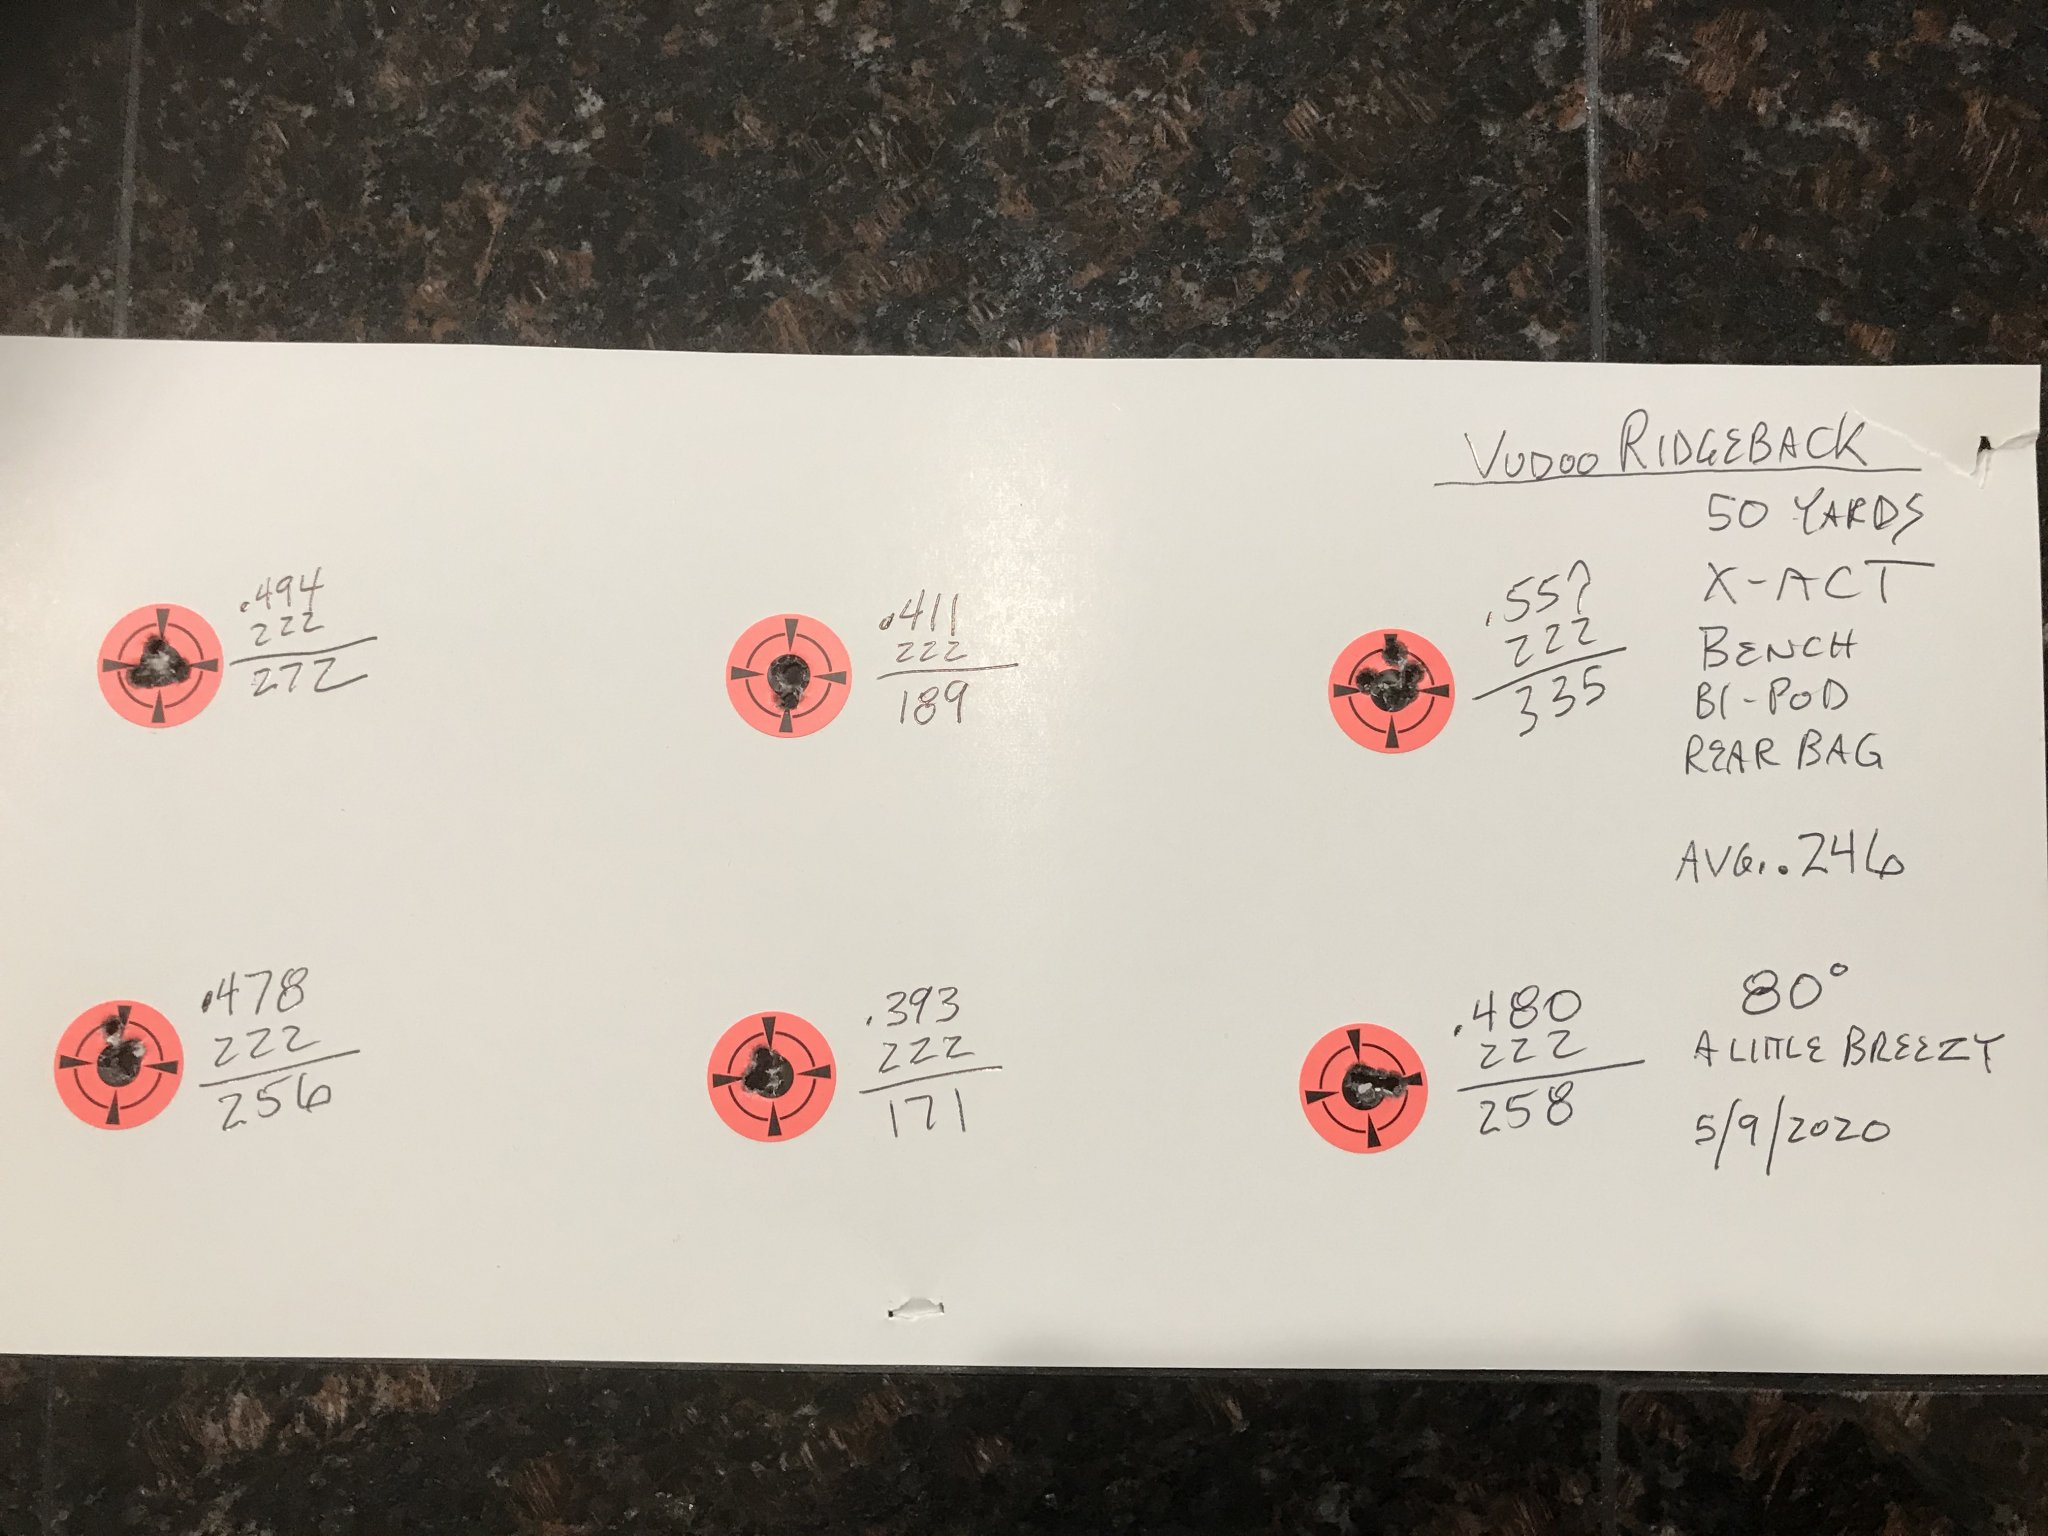 VUDOO RIDGEBACK
50 YARDS
X-ACT
BENCH
BI-POD
REAR BAG
AVG. .246
80°
A LITTLE BREEZY
5/9/2020
.494
222
272
.411
222
189
.557
222
335
.478
222
256
.393
222
171
.480
222
258